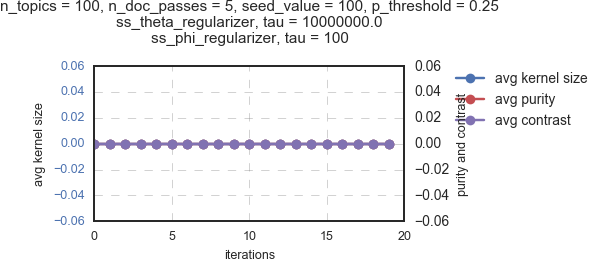 n_topics = 100, n_doc_passes = 5, seed_value = 100, p_threshold = 0.25
ss_theta_regularizer, tau = 10000000.0
ss_phi_regularizer, tau = 100
0.06
0.04
0.02
0.00
−0.02
−0.04
−0.06
avg kernel size
0
5
10
15
20
iterations
0.06
0.04
0.02
0.00
−0.02
−0.04
−0.06
purity and contrast
avg kernel size
avg purity
avg contrast